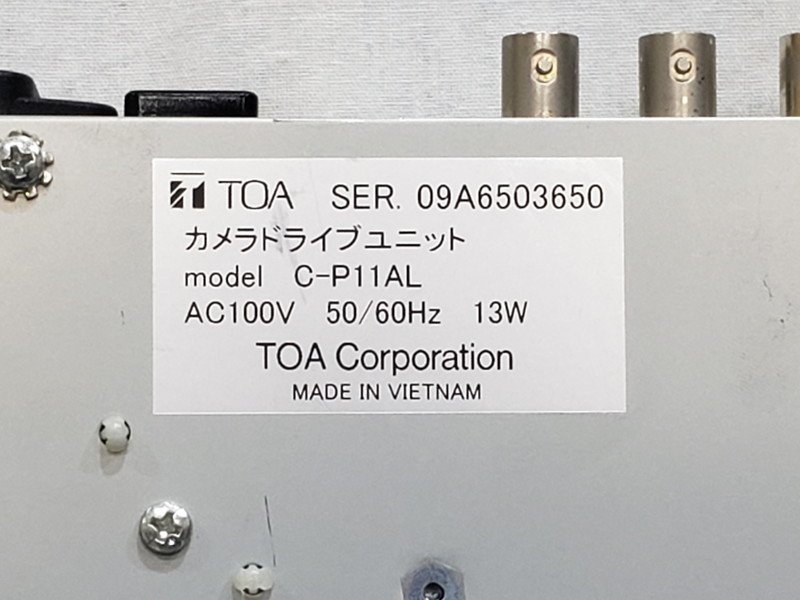 TOA SER. 09A6503650
カメラドライブユニット
model C-P11AL
AC100V 50/60Hz 13W
TOA Corporation
MADE IN VIETNAM